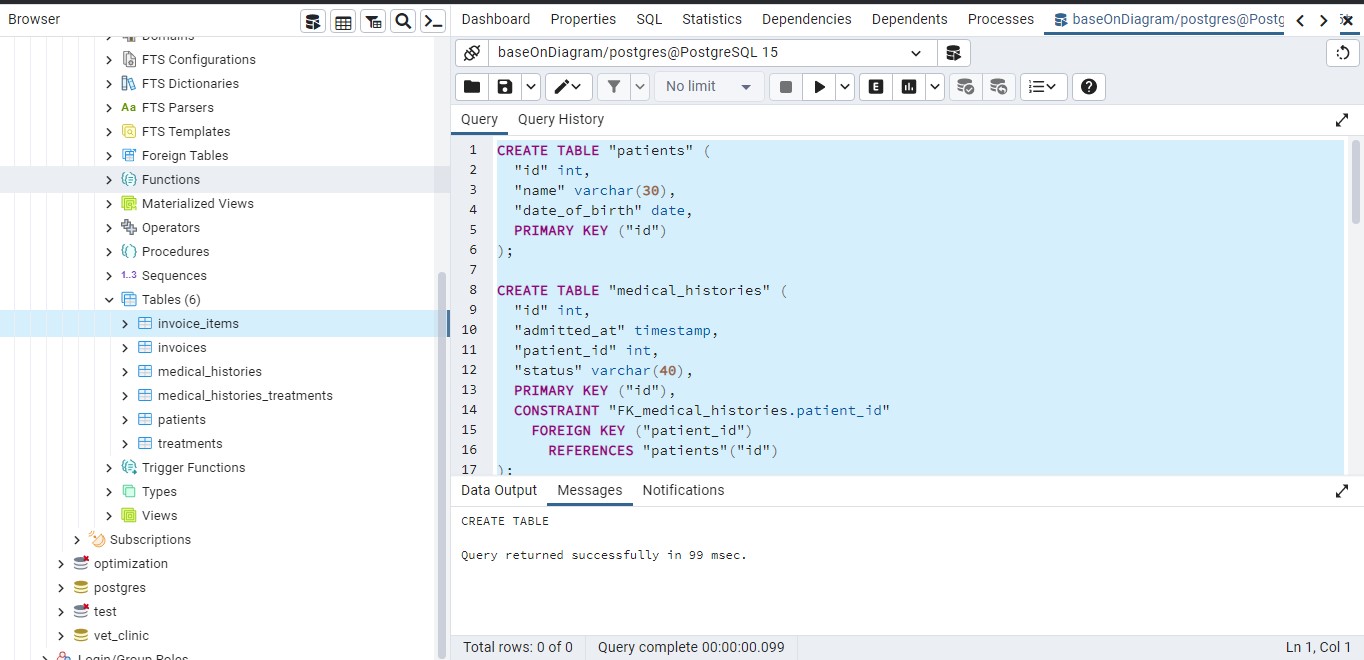 Browser
Domains
FTS Configurations
FTS Dictionaries
Aa FTS Parsers
FTS Templates
Foreign Tables
Functions
Materialized Views
Operators
Procedures
1..3 Sequences
Tables (6)
invoice_items
invoices
medical_histories
medical_histories_treatments
patients
treatments
Trigger Functions
Types
Views
Subscriptions
optimization
postgres
test
vet_clinic
Login/Group Roles
Dashboard Properties SQL Statistics Dependencies Dependents Processes baseOnDiagram/postgres@Postg
baseOnDiagram/postgres@PostgreSQL 15
No limit E
Query Query History
1 CREATE TABLE "patients" (
2 "id" int,
3 "name" varchar(30),
4 "date_of_birth" date,
5 PRIMARY KEY ("id")
6 );
7
8 CREATE TABLE "medical_histories" (
9 "id" int,
10 "admitted_at" timestamp,
11 "patient_id" int,
12 "status" varchar(40),
13 PRIMARY KEY ("id"),
14 CONSTRAINT "FK_medical_histories.patient_id"
15 FOREIGN KEY ("patient_id")
16 REFERENCES "patients"("id")
17 );
Data Output Messages Notifications
CREATE TABLE
Query returned successfully in 99 msec.
Total rows: 0 of 0 Query complete 00:00:00.099 Ln 1, Col 1